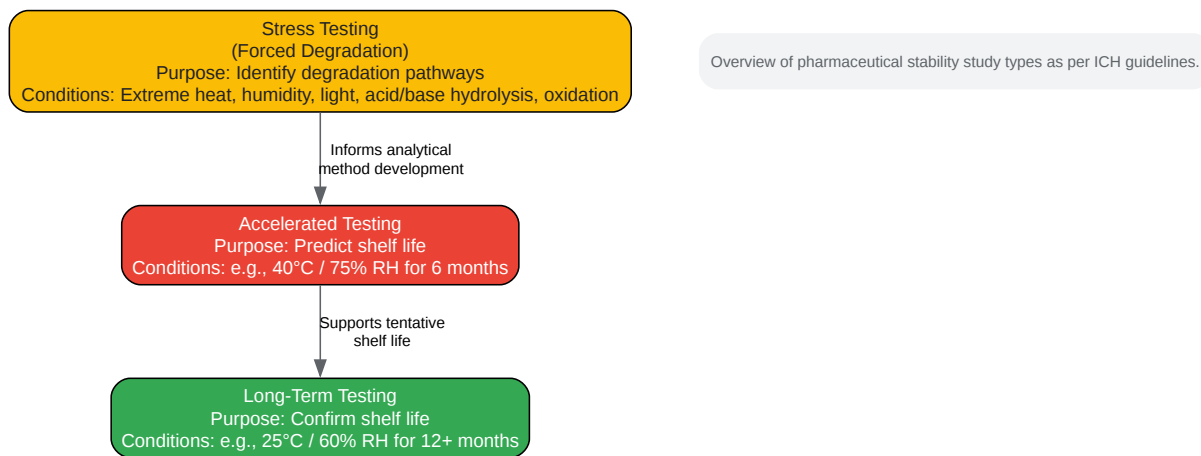 Stress Testing
(Forced Degradation)
Purpose: Identify degradation pathways
Conditions: Extreme heat, humidity, light, acid/base hydrolysis, oxidation
Overview of pharmaceutical stability study types as per ICH guidelines.
Informs analytical
method development
Accelerated Testing
Purpose: Predict shelf life
Conditions: e.g., 40°C / 75% RH for 6 months
Supports tentative
shelf life
Long-Term Testing
Purpose: Confirm shelf life
Conditions: e.g., 25°C / 60% RH for 12+ months